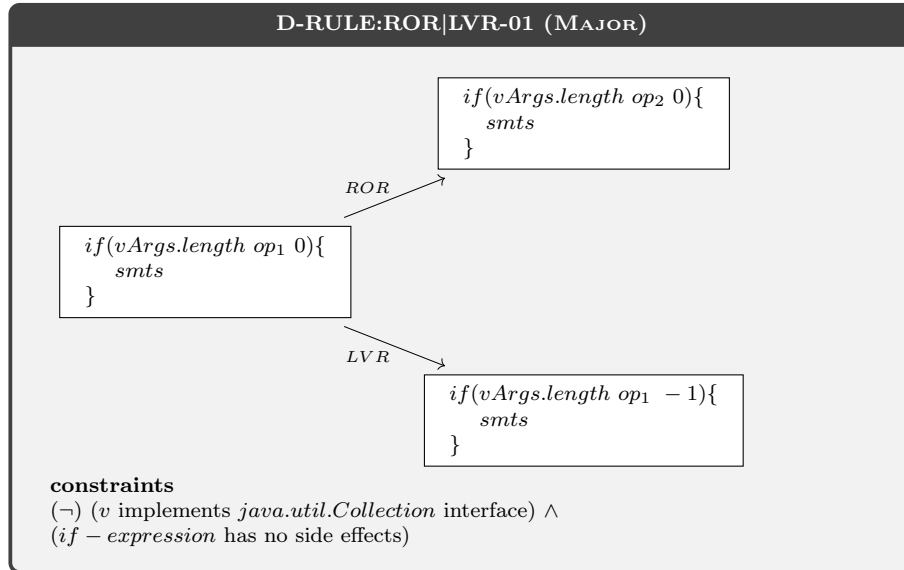 D-RULE:ROR|LVR-01 (MAJOR)
if(vArgs.length op₂ 0){
smts
}
ROR
if(vArgs.length op₁ 0){
smts
}
LVR
if(vArgs.length op₁ − 1){
smts
}
constraints
(¬) (v implements java.util.Collection interface) ∧
(if − expression has no side effects)